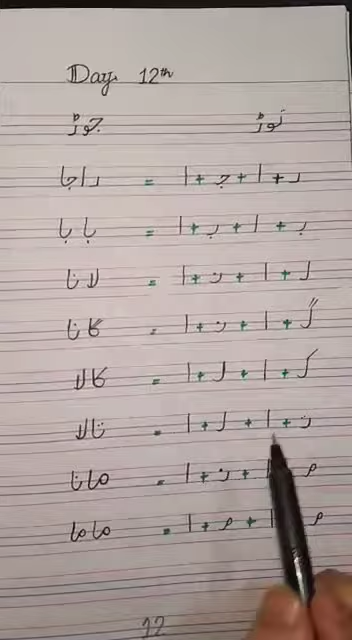 Day. 12th
توڑ جوڑ
ر + ا + ج + ا = راجا
ب + ا + ب + ا = بابا
ل + ا + ن + ا = لانا
گ + ا + ن + ا = گانا
ک + ا + ل + ا = کالا
ت + ا + ل + ا = تالا
م ا + ن + ا = مانا
م ا + م + ا = ماما
12